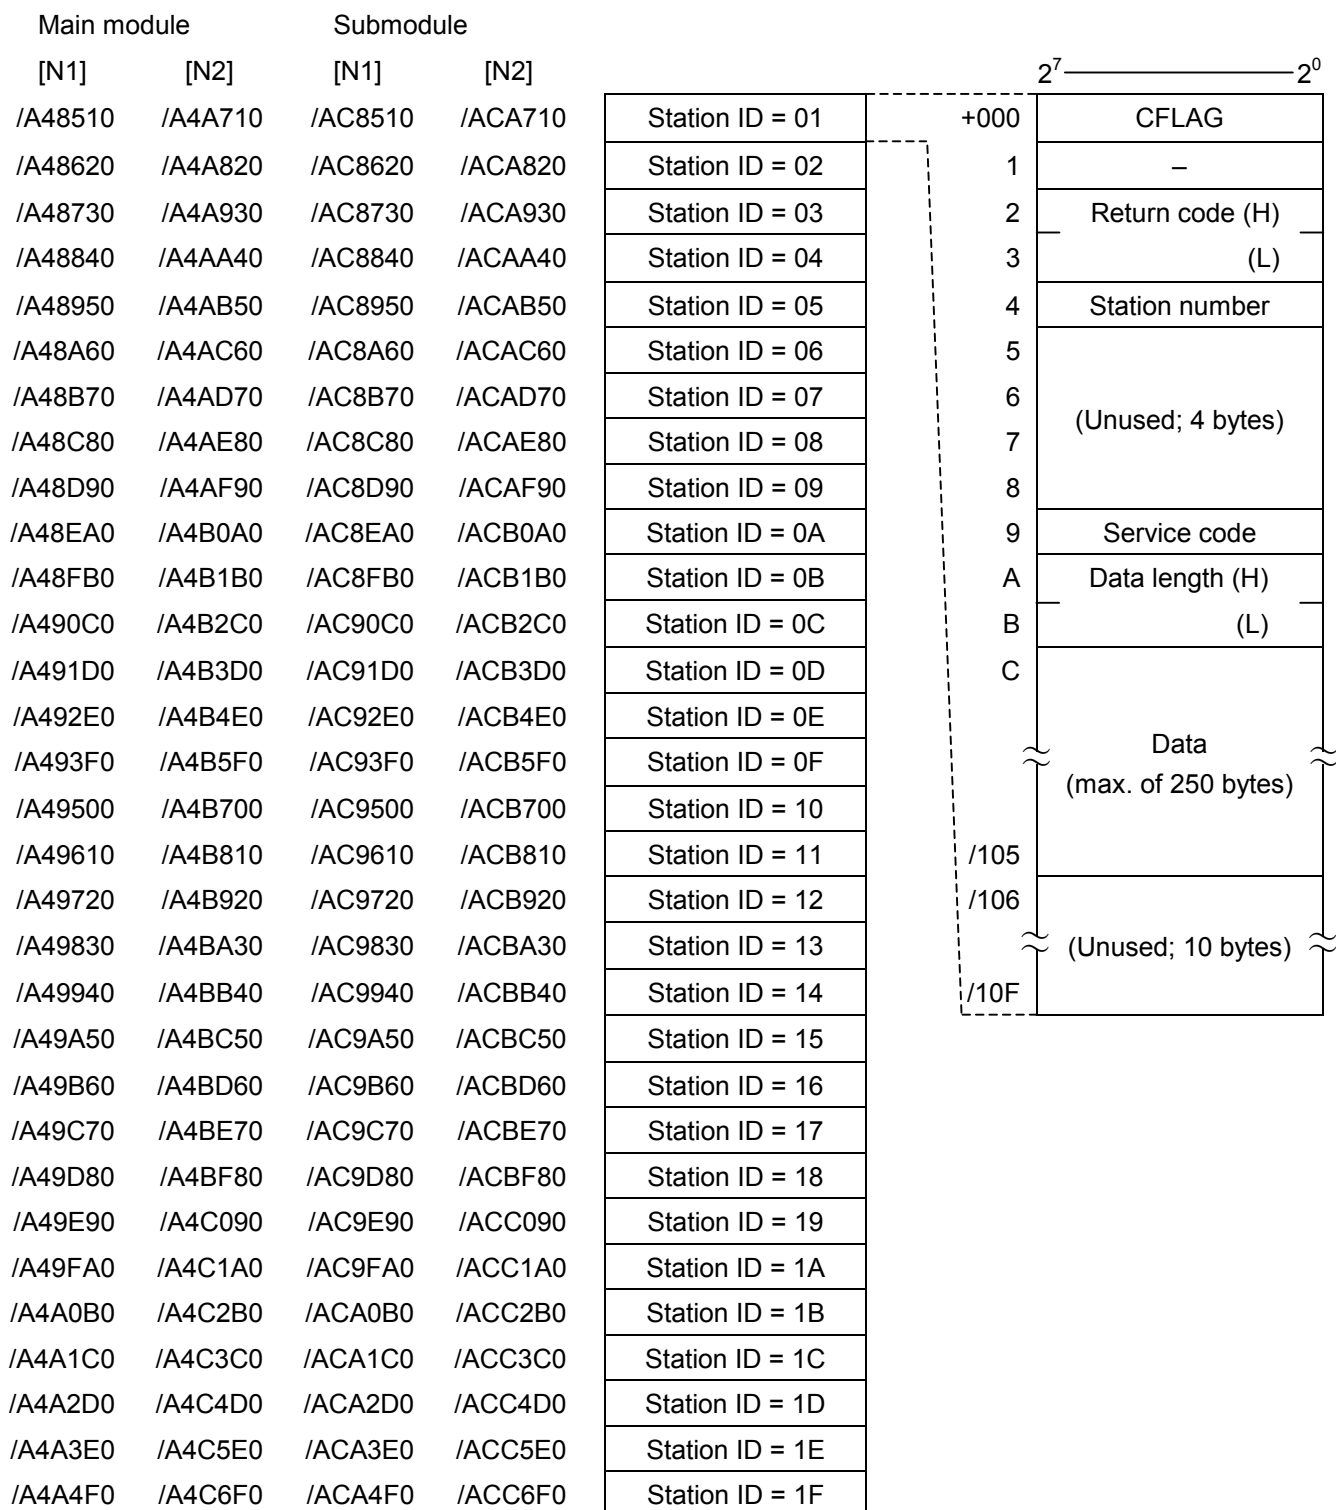 Main module Submodule
[N1] [N2] [N1] [N2] 2⁷ 2⁰
/A48510 /A4A710 /AC8510 /ACA710 Station ID = 01 +000 CFLAG
/A48620 /A4A820 /AC8620 /ACA820 Station ID = 02 1 –
/A48730 /A4A930 /AC8730 /ACA930 Station ID = 03 2 Return code (H)
/A48840 /A4AA40 /AC8840 /ACAA40 Station ID = 04 3 (L)
/A48950 /A4AB50 /AC8950 /ACAB50 Station ID = 05 4 Station number
/A48A60 /A4AC60 /AC8A60 /ACAC60 Station ID = 06 5
/A48B70 /A4AD70 /AC8B70 /ACAD70 Station ID = 07 6
(Unused; 4 bytes)
/A48C80 /A4AE80 /AC8C80 /ACAE80 Station ID = 08 7
/A48D90 /A4AF90 /AC8D90 /ACAF90 Station ID = 09 8
/A48EA0 /A4B0A0 /AC8EA0 /ACB0A0 Station ID = 0A 9 Service code
/A48FB0 /A4B1B0 /AC8FB0 /ACB1B0 Station ID = 0B A Data length (H)
/A490C0 /A4B2C0 /AC90C0 /ACB2C0 Station ID = 0C B (L)
/A491D0 /A4B3D0 /AC91D0 /ACB3D0 Station ID = 0D C
/A492E0 /A4B4E0 /AC92E0 /ACB4E0 Station ID = 0E
Data
/A493F0 /A4B5F0 /AC93F0 /ACB5F0 Station ID = 0F
(max. of 250 bytes)
/A49500 /A4B700 /AC9500 /ACB700 Station ID = 10
/A49610 /A4B810 /AC9610 /ACB810 Station ID = 11 /105
/A49720 /A4B920 /AC9720 /ACB920 Station ID = 12 /106
/A49830 /A4BA30 /AC9830 /ACBA30 Station ID = 13 (Unused; 10 bytes)
/A49940 /A4BB40 /AC9940 /ACBB40 Station ID = 14 /10F
/A49A50 /A4BC50 /AC9A50 /ACBC50 Station ID = 15
/A49B60 /A4BD60 /AC9B60 /ACBD60 Station ID = 16
/A49C70 /A4BE70 /AC9C70 /ACBE70 Station ID = 17
/A49D80 /A4BF80 /AC9D80 /ACBF80 Station ID = 18
/A49E90 /A4C090 /AC9E90 /ACC090 Station ID = 19
/A49FA0 /A4C1A0 /AC9FA0 /ACC1A0 Station ID = 1A
/A4A0B0 /A4C2B0 /ACA0B0 /ACC2B0 Station ID = 1B
/A4A1C0 /A4C3C0 /ACA1C0 /ACC3C0 Station ID = 1C
/A4A2D0 /A4C4D0 /ACA2D0 /ACC4D0 Station ID = 1D
/A4A3E0 /A4C5E0 /ACA3E0 /ACC5E0 Station ID = 1E
/A4A4F0 /A4C6F0 /ACA4F0 /ACC6F0 Station ID = 1F